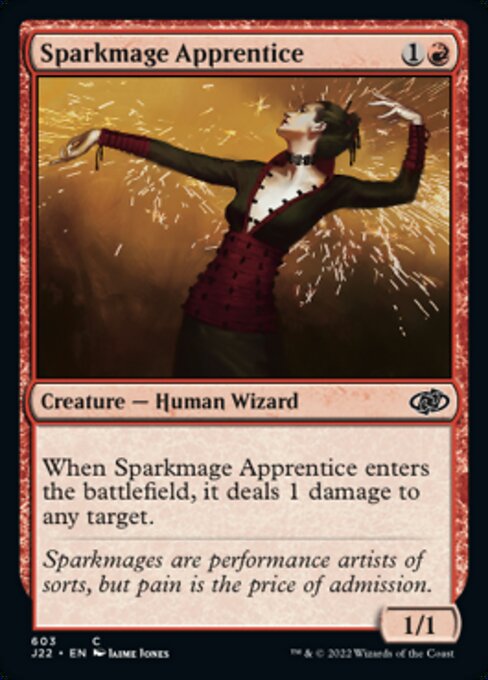 Sparkmage Apprentice 1
Creature — Human Wizard
When Sparkmage Apprentice enters
the battlefield, it deals 1 damage to
any target.
Sparkmages are performance artists of
sorts, but pain is the price of admission.
1/1
603 C
J22 • EN Jaime Jones
™ & © 2022 Wizards of the Coast